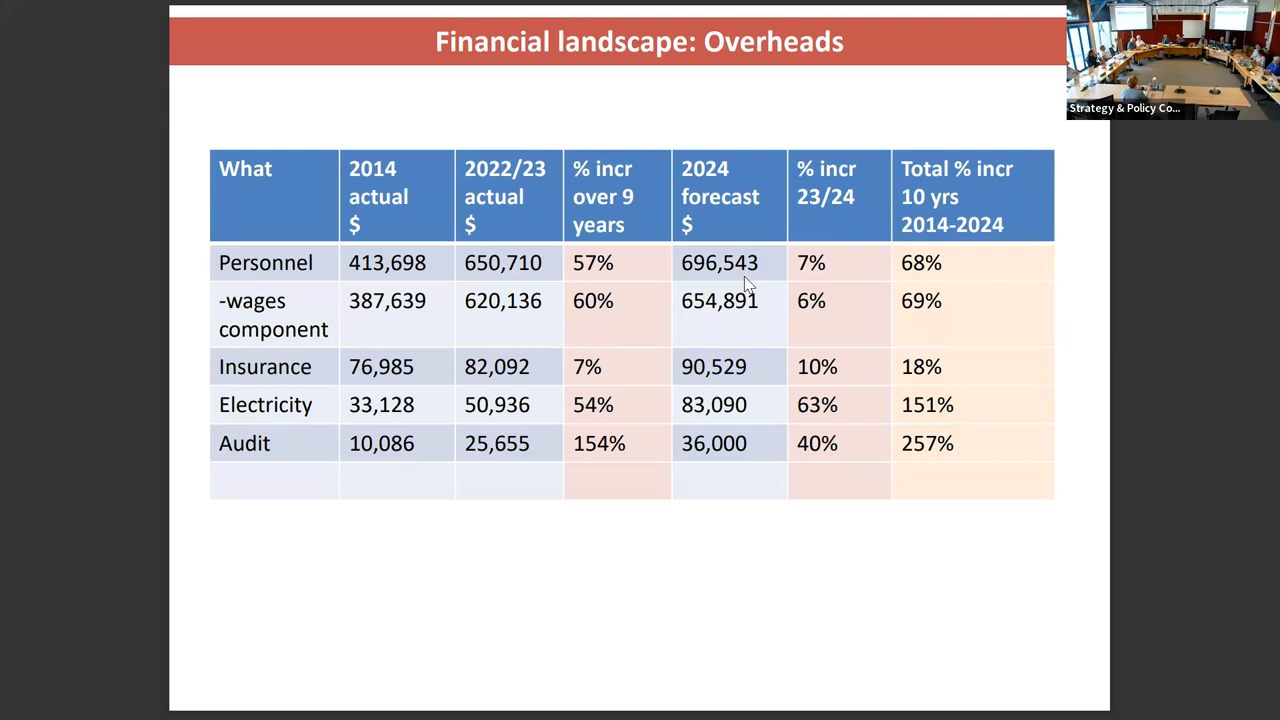 Financial landscape: Overheads
Strategy & Policy Co...
What 2014 actual $ 2022/23 actual $ % incr over 9 years 2024 forecast $ % incr 23/24 Total % incr 10 yrs 2014-2024
Personnel 413,698 650,710 57% 696,543 7% 68%
-wages component 387,639 620,136 60% 654,891 6% 69%
Insurance 76,985 82,092 7% 90,529 10% 18%
Electricity 33,128 50,936 54% 83,090 63% 151%
Audit 10,086 25,655 154% 36,000 40% 257%